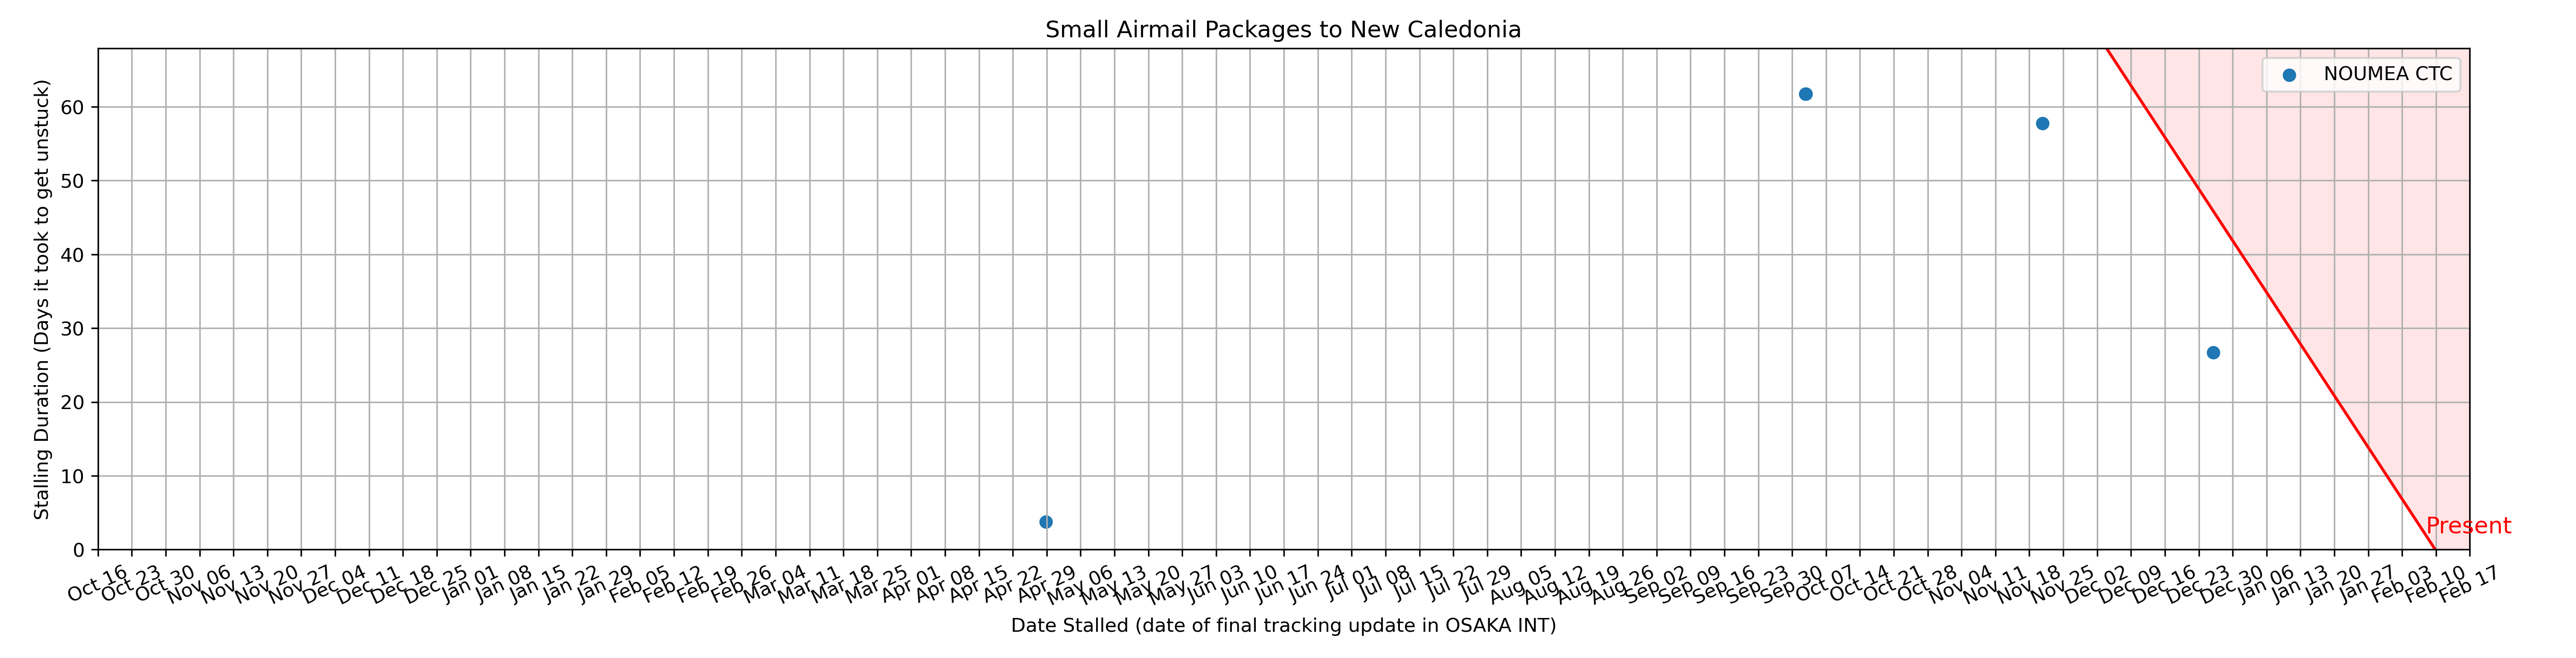 Small Airmail Packages to New Caledonia
Stalling Duration (Days it took to get unstuck)
60
50
40
30
20
10
0
NOUMEA CTC
Present
Oct 16 Oct 23 Oct 30 Nov 06 Nov 13 Nov 20 Nov 27 Dec 04 Dec 11 Dec 18 Dec 25 Jan 01 Jan 08 Jan 15 Jan 22 Jan 29 Feb 05 Feb 12 Feb 19 Feb 26 Mar 04 Mar 11 Mar 18 Mar 25 Apr 01 Apr 08 Apr 15 Apr 22 Apr 29 May 06 May 13 May 20 May 27 Jun 03 Jun 10 Jun 17 Jun 24 Jul 01 Jul 08 Jul 15 Jul 22 Jul 29 Aug 05 Aug 12 Aug 19 Aug 26 Sep 02 Sep 09 Sep 16 Sep 23 Sep 30 Oct 07 Oct 14 Oct 21 Oct 28 Nov 04 Nov 11 Nov 18 Nov 25 Dec 02 Dec 09 Dec 16 Dec 23 Dec 30 Jan 06 Jan 13 Jan 20 Jan 27 Feb 03 Feb 10 Feb 17
Date Stalled (date of final tracking update in OSAKA INT)